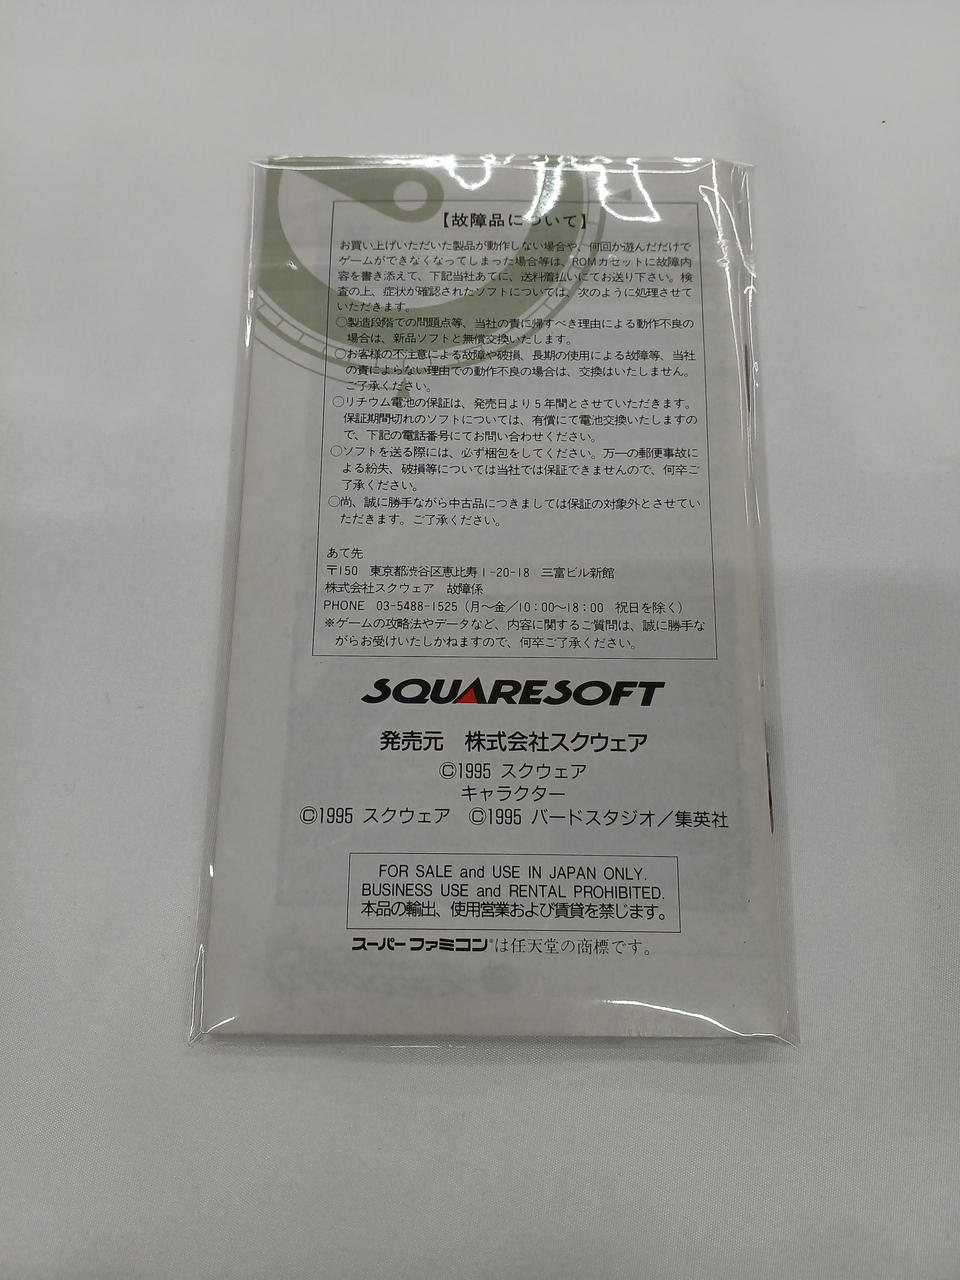 【故障品について】
お買い上げいただいた製品が動作しない場合や、何回か遊んだだけで
ゲームができなくなってしまった場合等は、ROMカセットに故障内
容を書き添えて、下記当社あてに、送料着払いにてお送り下さい。検
査の上、症状が確認されたソフトについては、次のように処理させて
いただきます。
○製造段階での問題点等、当社の責に帰すべき理由による動作不良の
場合は、新品ソフトと無償交換いたします。
○お客様の不注意による故障や破損、長期の使用による故障等、当社
の責によらない理由での動作不良の場合は、交換はいたしません。
ご了承ください。
○リチウム電池の保証は、発売日より5年間とさせていただきます。
保証期間切れのソフトについては、有償にて電池交換いたしますの
で、下記の電話番号にてお問い合わせください。
○ソフトを送る際には、必ず梱包をしてください。万一の郵便事故に
よる紛失、破損等については当社では保証できませんので、何卒ご
了承ください。
○尚、誠に勝手ながら中古品につきましては保証の対象外とさせてい
ただきます。ご了承ください。
あて先
〒150 東京都渋谷区恵比寿1-20-18 三富ビル新館
株式会社スクウェア 故障係
PHONE 03-5488-1525(月~金/10:00~18:00 祝日を除く)
※ゲームの攻略法やデータなど、内容に関するご質問は、誠に勝手な
がらお受けいたしかねますので、何卒ご了承ください。
SQUARESOFT
発売元 株式会社スクウェア
©1995 スクウェア
キャラクター
©1995 スクウェア ©1995 バードスタジオ/集英社
FOR SALE and USE IN JAPAN ONLY.
BUSINESS USE and RENTAL PROHIBITED.
本品の輸出、使用営業および賃貸を禁じます。
スーパーファミコン®は任天堂の商標です。